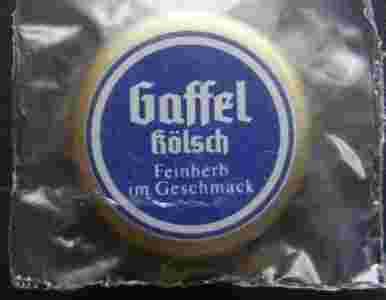 Gaffel
Kölsch
Feinherb
im Geschmack